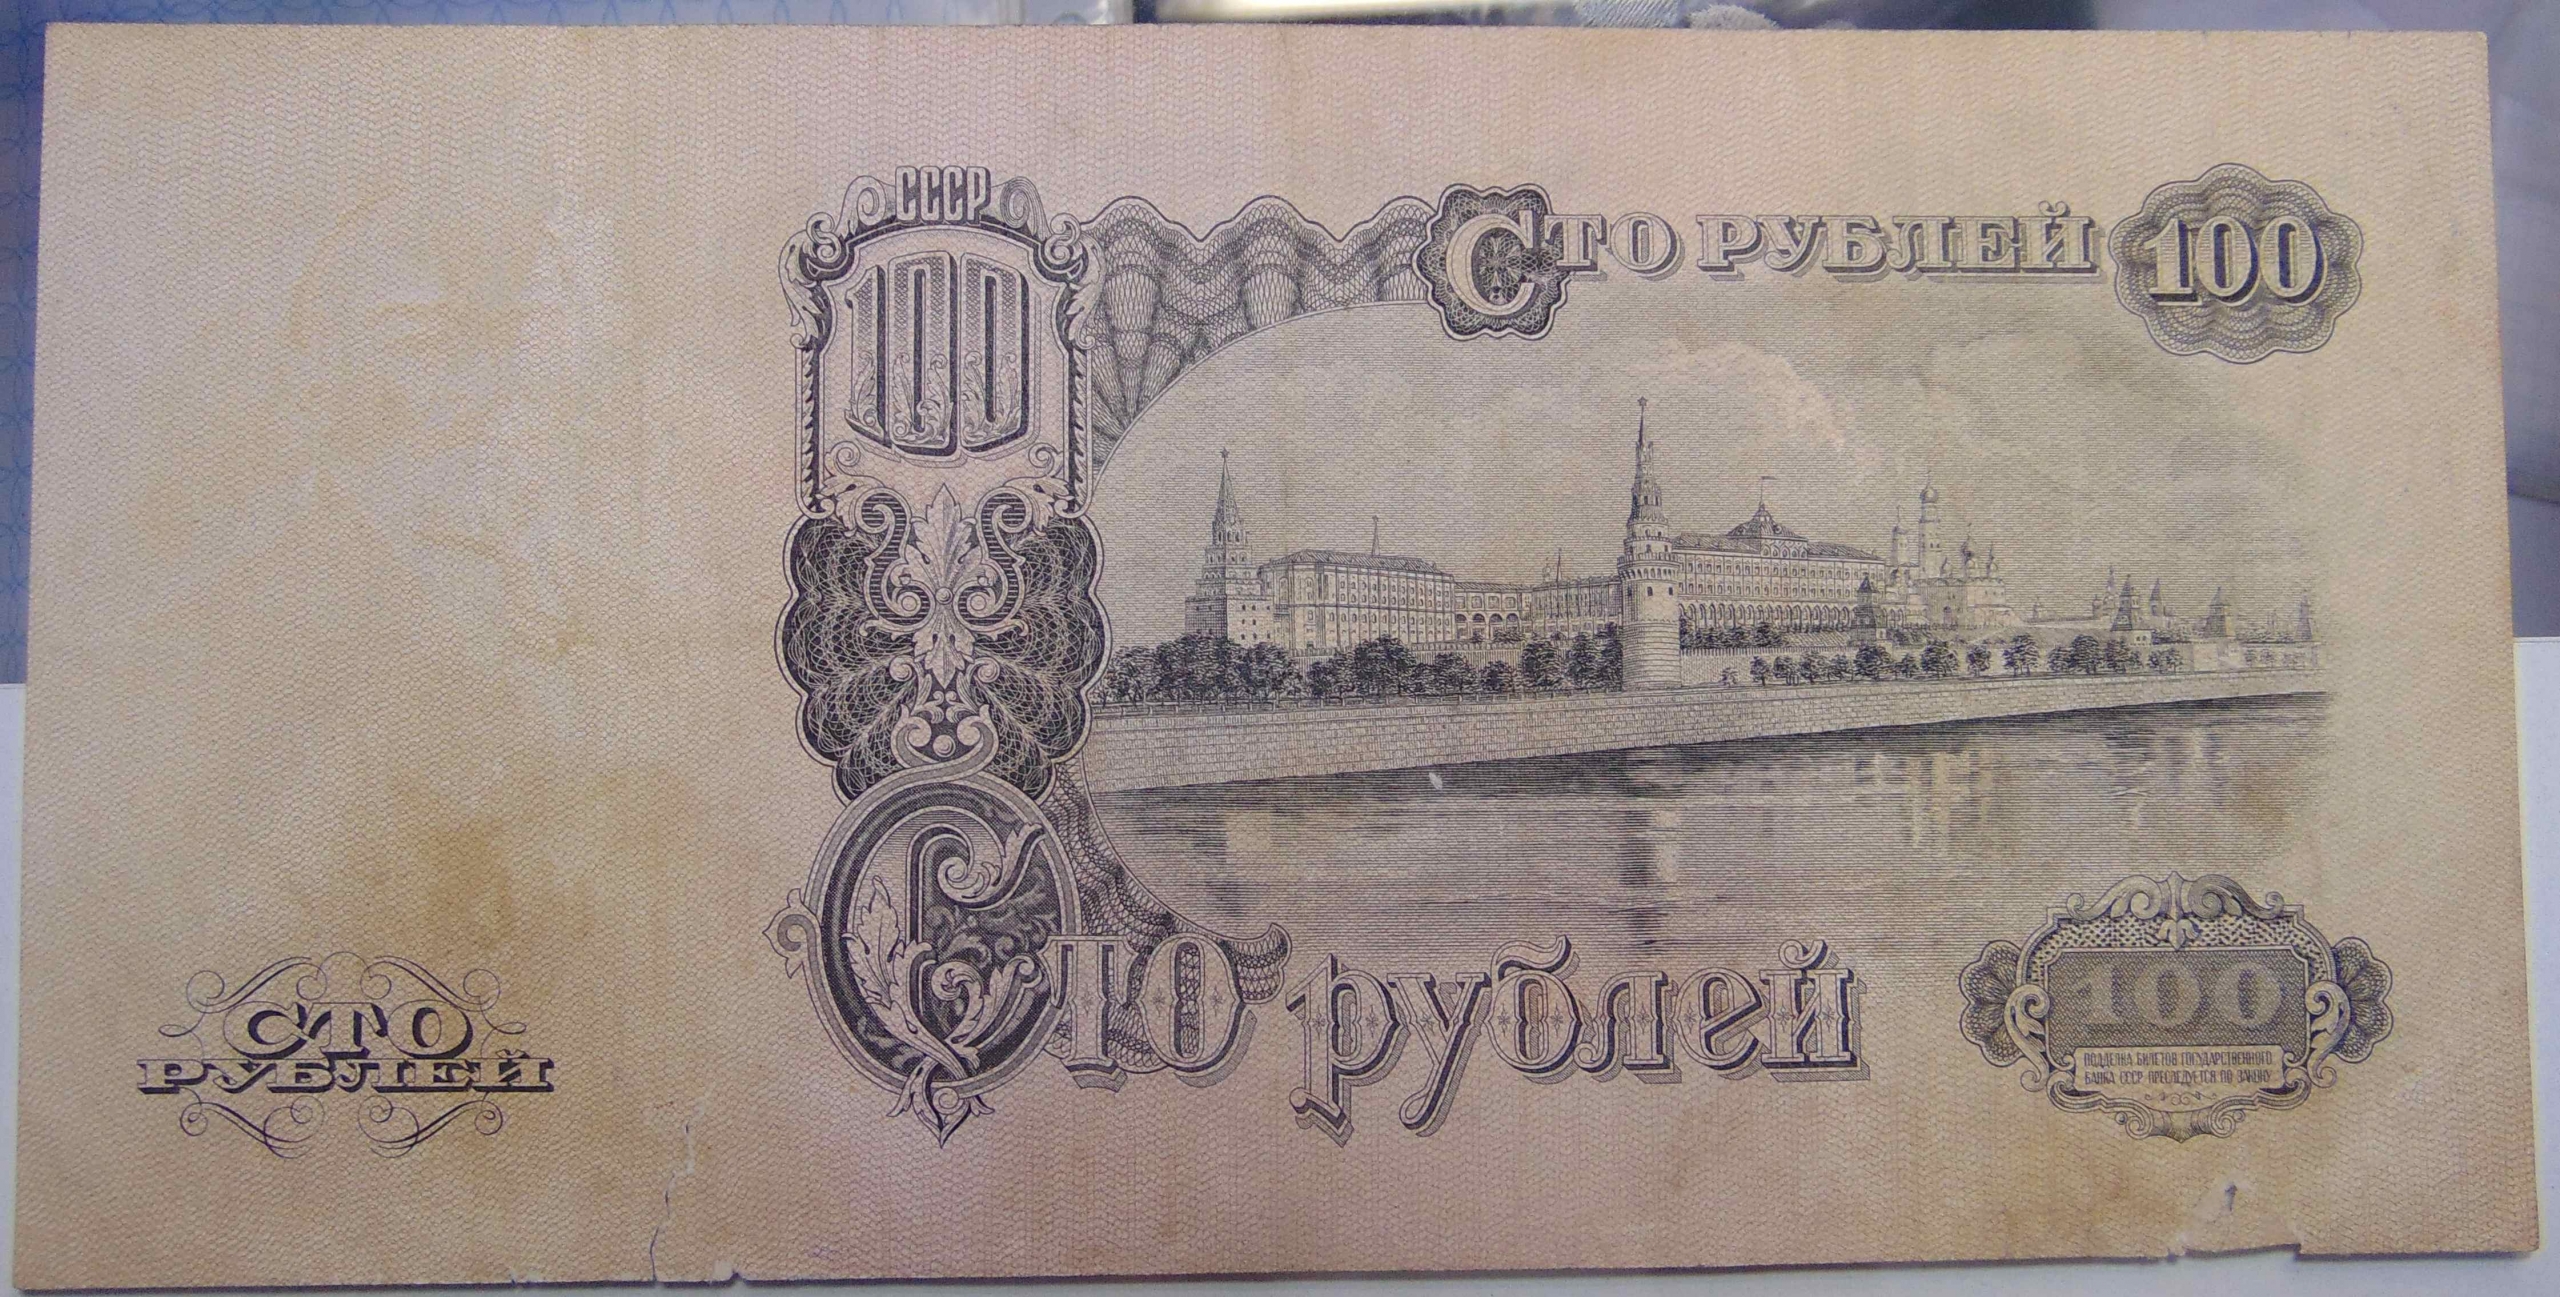 СССР
100
СТО РУБЛЕЙ
100
Сто рублей
СТО
РУБЛЕЙ
100
ПОДДЕЛКА БИЛЕТОВ ГОСУДАРСТВЕННОГО
БАНКА СССР ПРЕСЛЕДУЕТСЯ ПО ЗАКОНУ